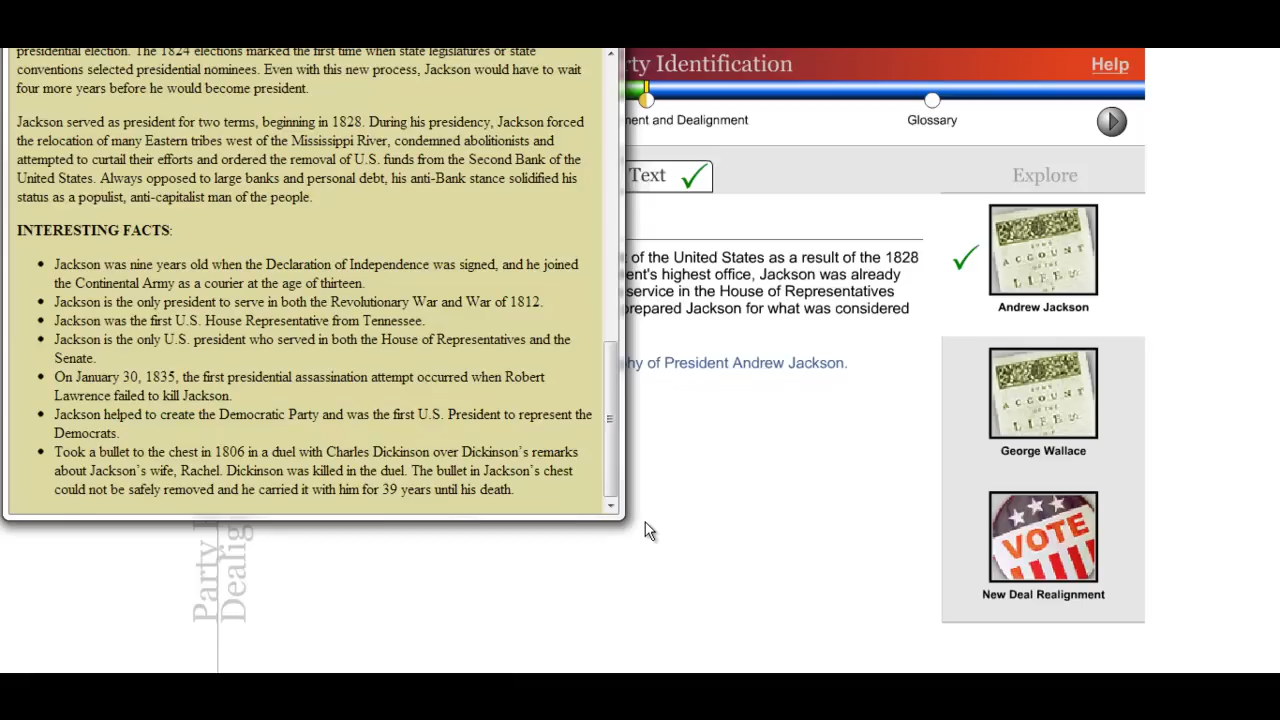 presidential election. The 1824 elections marked the first time when state legislatures or state
conventions selected presidential nominees. Even with this new process, Jackson would have to wait
four more years before he would become president.
Jackson served as president for two terms, beginning in 1828. During his presidency, Jackson forced
the relocation of many Eastern tribes west of the Mississippi River, condemned abolitionists and
attempted to curtail their efforts and ordered the removal of U.S. funds from the Second Bank of the
United States. Always opposed to large banks and personal debt, his anti-Bank stance solidified his
status as a populist, anti-capitalist man of the people.
INTERESTING FACTS:
• Jackson was nine years old when the Declaration of Independence was signed, and he joined
the Continental Army as a courier at the age of thirteen.
• Jackson is the only president to serve in both the Revolutionary War and War of 1812.
• Jackson was the first U.S. House Representative from Tennessee.
• Jackson is the only U.S. president who served in both the House of Representatives and the
Senate.
• On January 30, 1835, the first presidential assassination attempt occurred when Robert
Lawrence failed to kill Jackson.
• Jackson helped to create the Democratic Party and was the first U.S. President to represent the
Democrats.
• Took a bullet to the chest in 1806 in a duel with Charles Dickinson over Dickinson's remarks
about Jackson's wife, Rachel. Dickinson was killed in the duel. The bullet in Jackson's chest
could not be safely removed and he carried it with him for 39 years until his death.
rty Identification
Help
ment and Dealignment
Glossary
Text
Explore
of the United States as a result of the 1828
ent's highest office, Jackson was already
service in the House of Representatives
prepared Jackson for what was considered
hy of President Andrew Jackson.
ACCOUNT
LIFE
Andrew Jackson
ACCOUNT
LIFE
George Wallace
VOTE
New Deal Realignment
Party
Dealig